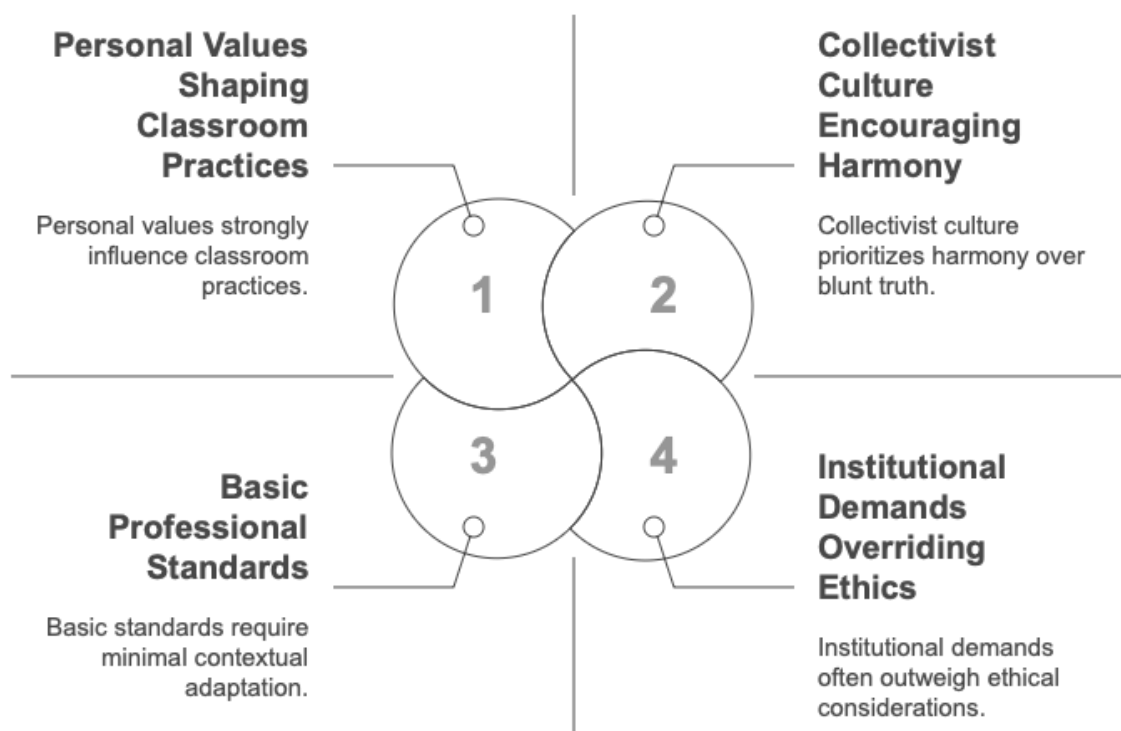 Personal Values
Shaping
Classroom
Practices
Personal values strongly
influence classroom
practices.
1
Collectivist
Culture
Encouraging
Harmony
Collectivist culture
prioritizes harmony over
blunt truth.
2
Basic
Professional
Standards
Basic standards require
minimal contextual
adaptation.
3
Institutional
Demands
Overriding
Ethics
Institutional demands
often outweigh ethical
considerations.
4